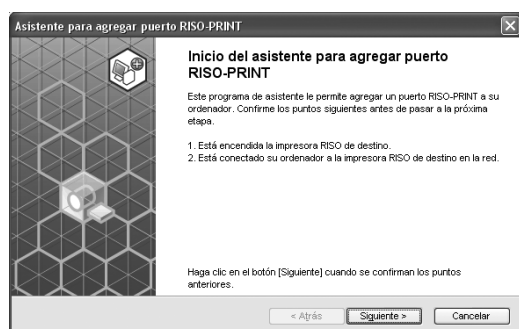 Asistente para agregar puerto RISO-PRINT
Inicio del asistente para agregar puerto
RISO-PRINT
Este programa de asistente le permite agregar un puerto RISO-PRINT a su
ordenador. Confirme los puntos siguientes antes de pasar a la próxima
etapa.
1. Está encendida la impresora RISO de destino.
2. Está conectado su ordenador a la impresora RISO de destino en la red.
Haga clic en el botón [Siguiente] cuando se confirman los puntos
anteriores.
< Atrás Siguiente > Cancelar